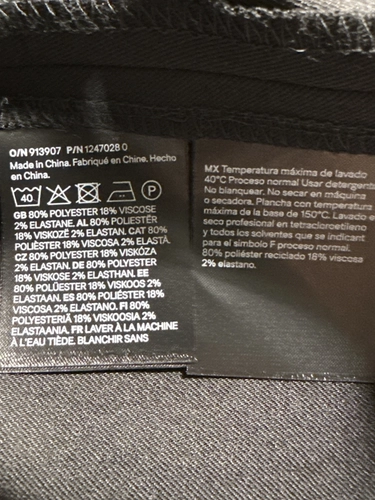 O/N 913907 P/N 1247028 0
Made in China. Fabriqué en Chine. Hecho
en China.
40
P
GB 80% POLYESTER 18% VISCOSE
2% ELASTANE. AL 80% POLIESTËR
18% VISKOZË 2% ELASTAN. CAT 80%
POLIÈSTER 18% VISCOSA 2% ELASTÀ.
CZ 80% POLYESTER 18% VISKÓZA
2% ELASTAN. DE 80% POLYESTER
18% VISKOSE 2% ELASTHAN. EE
80% POLÜESTER 18% VISKOOS 2%
ELASTAAN. ES 80% POLIÉSTER 18%
VISCOSA 2% ELASTANO. FI 80%
POLYESTERIÄ 18% VISKOOSIA 2%
ELASTAANIA. FR LAVER À LA MACHINE
À L'EAU TIÈDE. BLANCHIR SANS
MX Temperatura máxima de lavado
40°C Proceso normal Usar detergente
No blanquear. No secar en máquina
o secadora. Plancha con temperatura
máxima de la base de 150°C. Lavado e
seco profesional en tetracloroetileno
y todos los solventes que se indican
para el símbolo F proceso normal.
80% poliéster reciclado 18% viscosa
2% elastano.